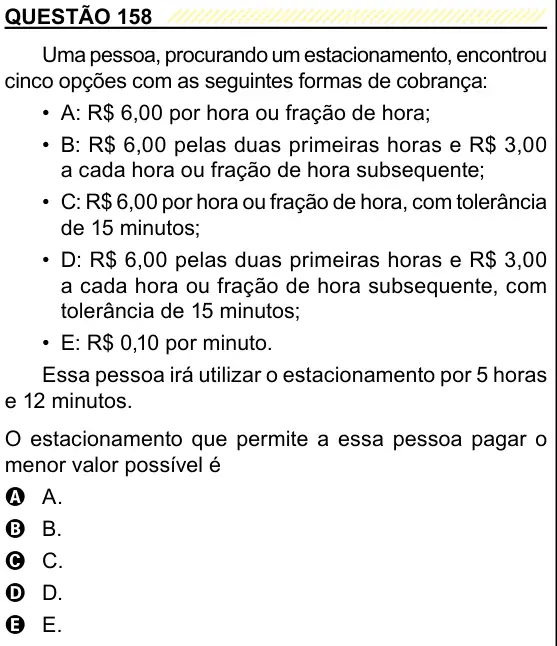 QUESTÃO 158
Uma pessoa, procurando um estacionamento, encontrou
cinco opções com as seguintes formas de cobrança:
• A: R$ 6,00 por hora ou fração de hora;
• B: R$ 6,00 pelas duas primeiras horas e R$ 3,00
a cada hora ou fração de hora subsequente;
• C: R$ 6,00 por hora ou fração de hora, com tolerância
de 15 minutos;
• D: R$ 6,00 pelas duas primeiras horas e R$ 3,00
a cada hora ou fração de hora subsequente, com
tolerância de 15 minutos;
• E: R$ 0,10 por minuto.
Essa pessoa irá utilizar o estacionamento por 5 horas
e 12 minutos.
O estacionamento que permite a essa pessoa pagar o
menor valor possível é
A A.
B B.
C C.
D D.
E E.